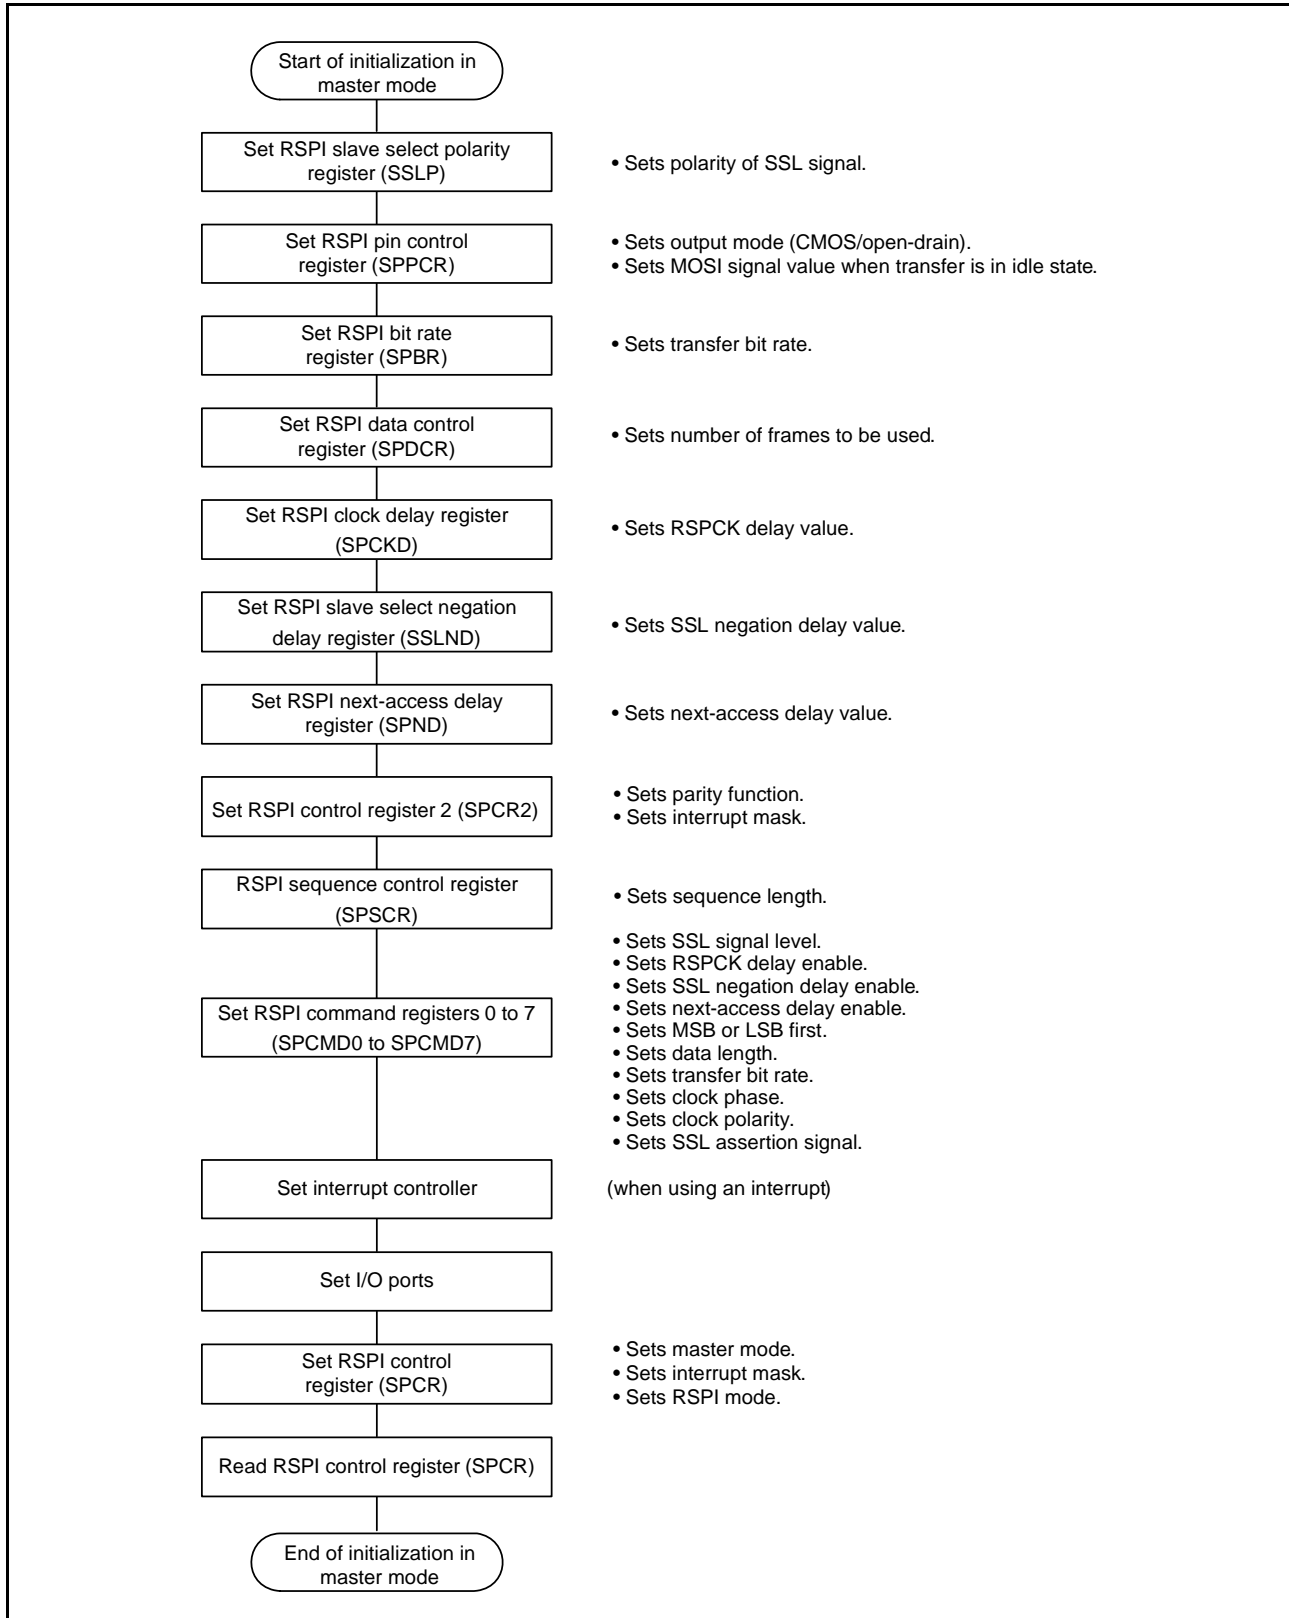 Start of initialization in
master mode
Set RSPI slave select polarity
register (SSLP)
• Sets polarity of SSL signal.
Set RSPI pin control
register (SPPCR)
• Sets output mode (CMOS/open-drain).
• Sets MOSI signal value when transfer is in idle state.
Set RSPI bit rate
register (SPBR)
• Sets transfer bit rate.
Set RSPI data control
register (SPDCR)
• Sets number of frames to be used.
Set RSPI clock delay register
(SPCKD)
• Sets RSPCK delay value.
Set RSPI slave select negation
delay register (SSLND)
• Sets SSL negation delay value.
Set RSPI next-access delay
register (SPND)
• Sets next-access delay value.
Set RSPI control register 2 (SPCR2)
• Sets parity function.
• Sets interrupt mask.
RSPI sequence control register
(SPSCR)
• Sets sequence length.
Set RSPI command registers 0 to 7
(SPCMD0 to SPCMD7)
• Sets SSL signal level.
• Sets RSPCK delay enable.
• Sets SSL negation delay enable.
• Sets next-access delay enable.
• Sets MSB or LSB first.
• Sets data length.
• Sets transfer bit rate.
• Sets clock phase.
• Sets clock polarity.
• Sets SSL assertion signal.
Set interrupt controller
(when using an interrupt)
Set I/O ports
Set RSPI control
register (SPCR)
• Sets master mode.
• Sets interrupt mask.
• Sets RSPI mode.
Read RSPI control register (SPCR)
End of initialization in
master mode